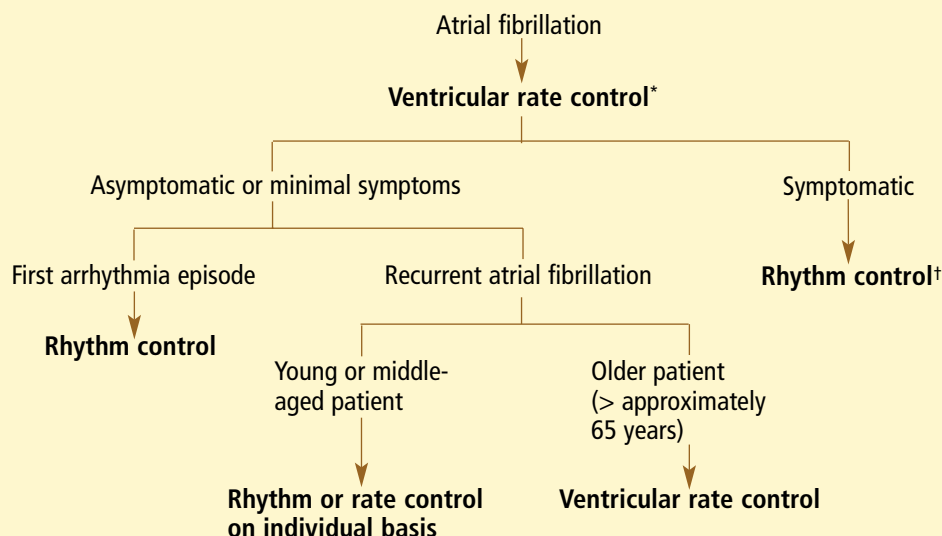 Atrial fibrillation
Ventricular rate control*
Asymptomatic or minimal symptoms
Symptomatic
First arrhythmia episode
Recurrent atrial fibrillation
Rhythm control†
Rhythm control
Young or middle-
aged patient
Older patient
(> approximately
65 years)
Rhythm or rate control
on individual basis
Ventricular rate control